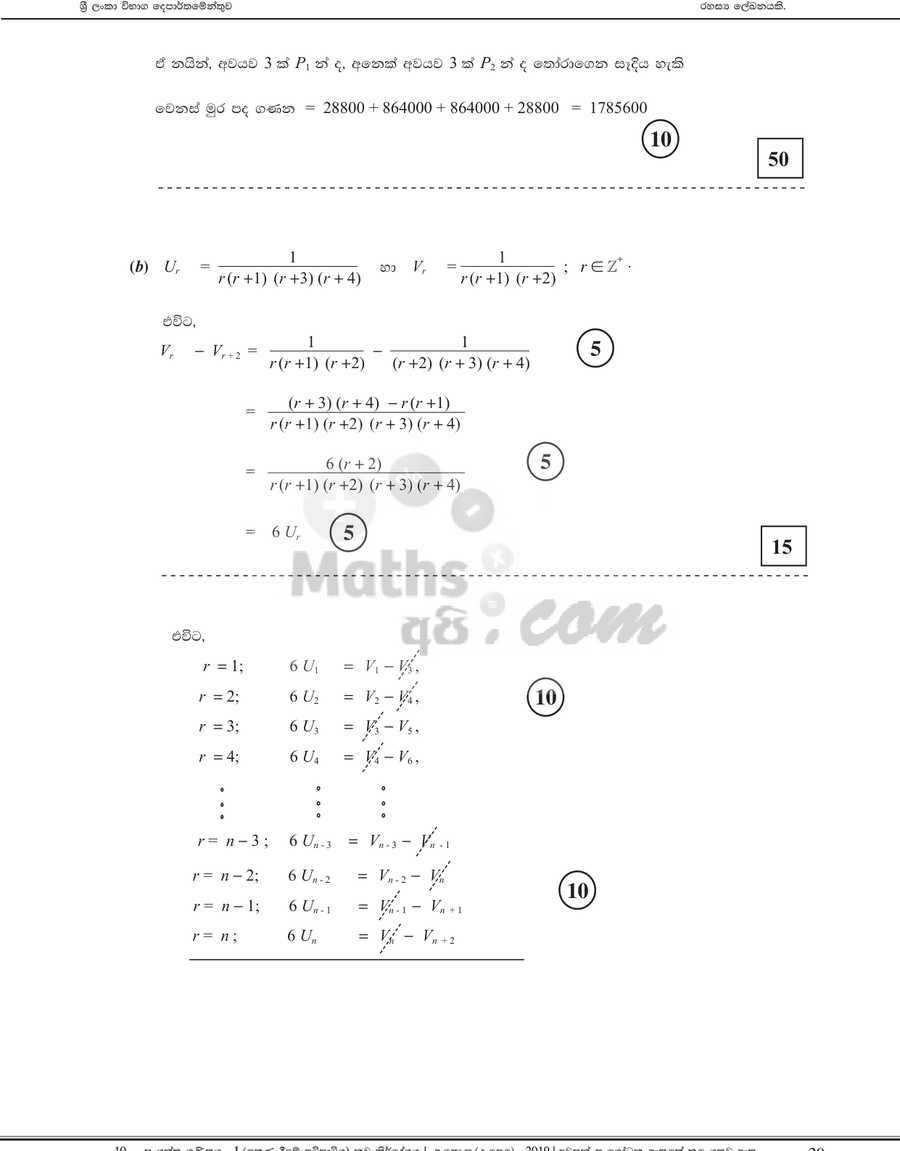 ශ්‍රී ලංකා විභාග දෙපාර්තමේන්තුව රහස්‍ය ලේඛනයකි.
ඒ නයින්, අවයව 3 ක් P₁ න් ද, අනෙක් අවයව 3 ක් P₂ න් ද තෝරාගෙන සෑදිය හැකි
වෙනස් මුර පද ගණන = 28800 + 864000 + 864000 + 28800 = 1785600
10
50
(b) Uᵣ = 1 / r(r+1) (r+3) (r+4) හා Vᵣ = 1 / r(r+1) (r+2) ; r ∈ ℤ⁺ .
එවිට,
Vᵣ – Vᵣ₊₂ = 1 / r(r+1) (r+2) – 1 / (r+2) (r+3) (r+4) 5
= (r+3) (r+4) – r(r+1) / r(r+1) (r+2) (r+3) (r+4)
= 6 (r+2) / r(r+1) (r+2) (r+3) (r+4) 5
= 6 Uᵣ 5
15
Maths
අපි . com
එවිට,
r = 1; 6 U₁ = V₁ – V₃ ,
r = 2; 6 U₂ = V₂ – V₄ , 10
r = 3; 6 U₃ = V₃ – V₅ ,
r = 4; 6 U₄ = V₄ – V₆ ,
r = n – 3 ; 6 Uₙ₋₃ = Vₙ₋₃ – Vₙ₋₁
r = n – 2; 6 Uₙ₋₂ = Vₙ₋₂ – Vₙ
r = n – 1; 6 Uₙ₋₁ = Vₙ₋₁ – Vₙ₊₁ 10
r = n ; 6 Uₙ = Vₙ – Vₙ₊₂